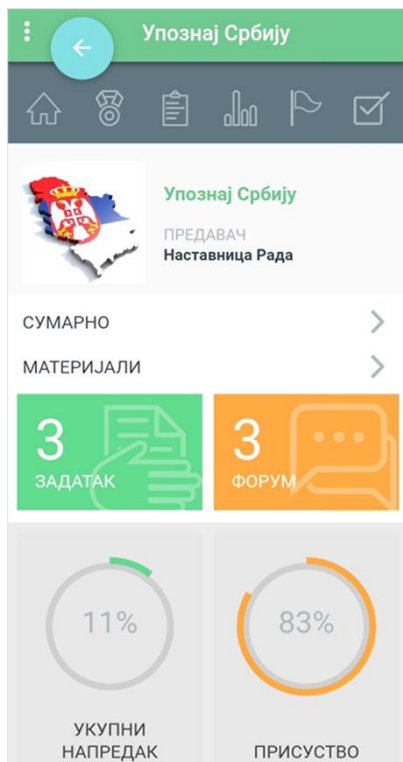 Упознај Србију
Упознај Србију
ПРЕДАВАЧ
Наставница Рада
СУМАРНО
МАТЕРИЈАЛИ
3
ЗАДАТАК
3
ФОРУМ
11%
УКУПНИ
НАПРЕДАК
83%
ПРИСУСТВО